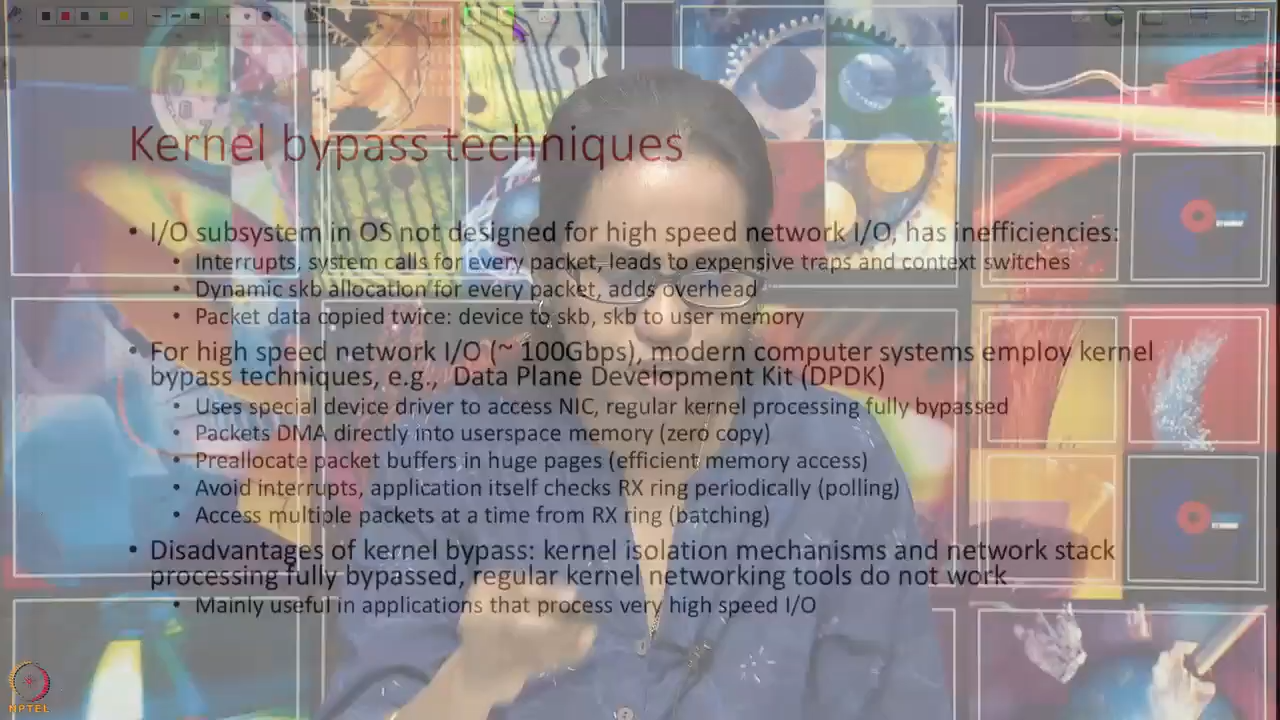 Kernel bypass techniques
• I/O subsystem in OS not designed for high speed network I/O, has inefficiencies:
• Interrupts, system calls for every packet, leads to expensive traps and context switches
• Dynamic skb allocation for every packet, adds overhead
• Packet data copied twice: device to skb, skb to user memory
• For high speed network I/O (~ 100Gbps), modern computer systems employ kernel
bypass techniques, e.g., Data Plane Development Kit (DPDK)
• Uses special device driver to access NIC, regular kernel processing fully bypassed
• Packets DMA directly into userspace memory (zero copy)
• Preallocate packet buffers in huge pages (efficient memory access)
• Avoid interrupts, application itself checks RX ring periodically (polling)
• Access multiple packets at a time from RX ring (batching)
• Disadvantages of kernel bypass: kernel isolation mechanisms and network stack
processing fully bypassed, regular kernel networking tools do not work
• Mainly useful in applications that process very high speed I/O
NPTEL